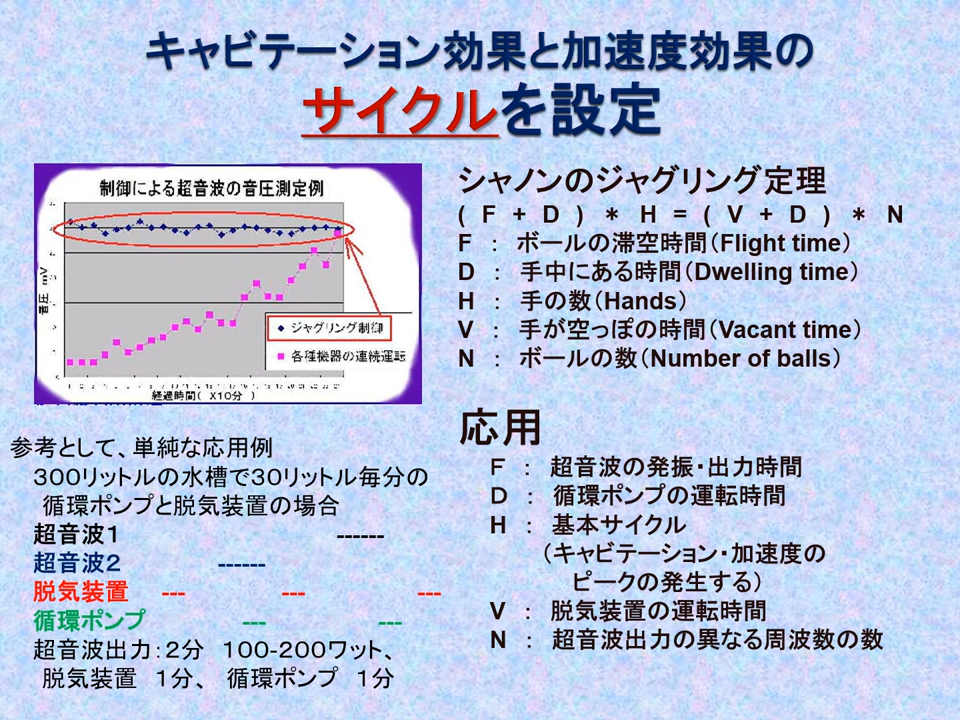 キャビテーション効果と加速度効果の
サイクルを設定
制御による超音波の音圧測定例
音圧 mV
ジャグリング制御
各種機器の連続運転
経過時間( X10分 )
参考として、単純な応用例
300リットルの水槽で30リットル毎分の
循環ポンプと脱気装置の場合
超音波1 ------
超音波2 ------
脱気装置 --- --- ---
循環ポンプ --- ---
超音波出力:2分 100-200ワット、
脱気装置 1分、 循環ポンプ 1分
シャノンのジャグリング定理
( F + D ) * H = ( V + D ) * N
F : ボールの滞空時間(Flight time)
D : 手中にある時間(Dwelling time)
H : 手の数(Hands)
V : 手が空っぽの時間(Vacant time)
N : ボールの数(Number of balls)
応用
F : 超音波の発振・出力時間
D : 循環ポンプの運転時間
H : 基本サイクル
(キャビテーション・加速度の
ピークの発生する)
V : 脱気装置の運転時間
N : 超音波出力の異なる周波数の数